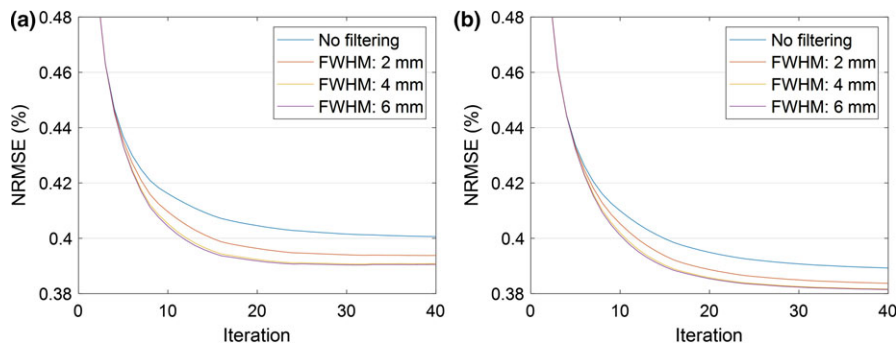 (a)
NRMSE (%)
0.48
0.46
0.44
0.42
0.4
0.38
0
10
20
30
40
Iteration
No filtering
FWHM: 2 mm
FWHM: 4 mm
FWHM: 6 mm
(b)
NRMSE (%)
0.48
0.46
0.44
0.42
0.4
0.38
0
10
20
30
40
Iteration
No filtering
FWHM: 2 mm
FWHM: 4 mm
FWHM: 6 mm